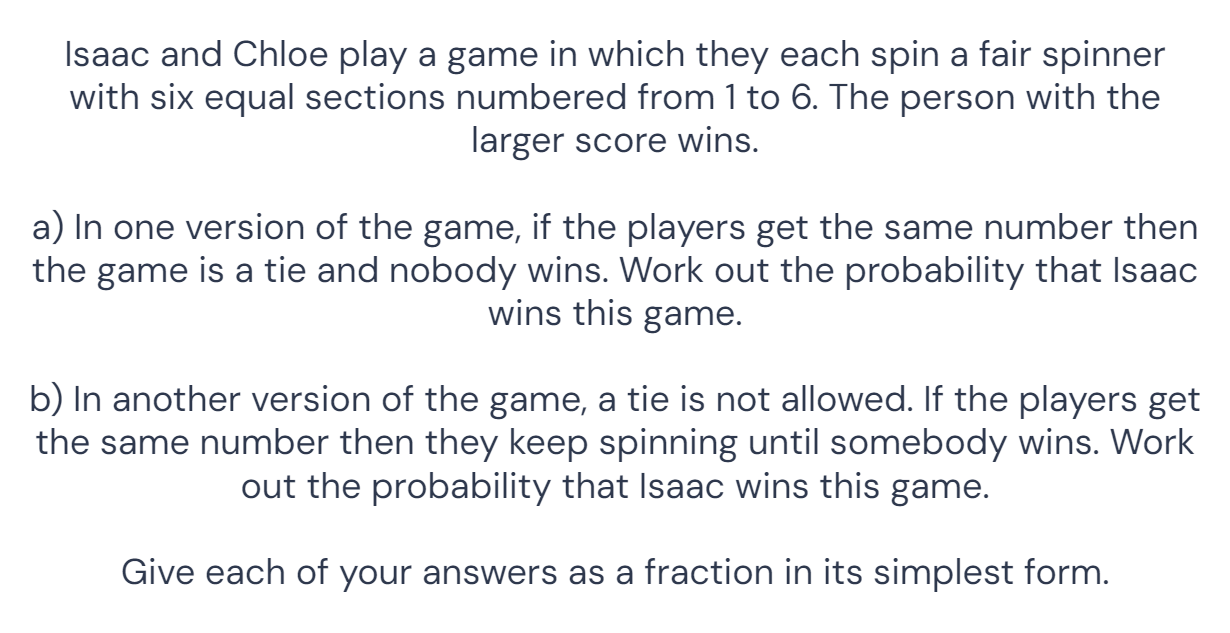 Isaac and Chloe play a game in which they each spin a fair spinner
with six equal sections numbered from 1 to 6. The person with the
larger score wins.
a) In one version of the game, if the players get the same number then
the game is a tie and nobody wins. Work out the probability that Isaac
wins this game.
b) In another version of the game, a tie is not allowed. If the players get
the same number then they keep spinning until somebody wins. Work
out the probability that Isaac wins this game.
Give each of your answers as a fraction in its simplest form.